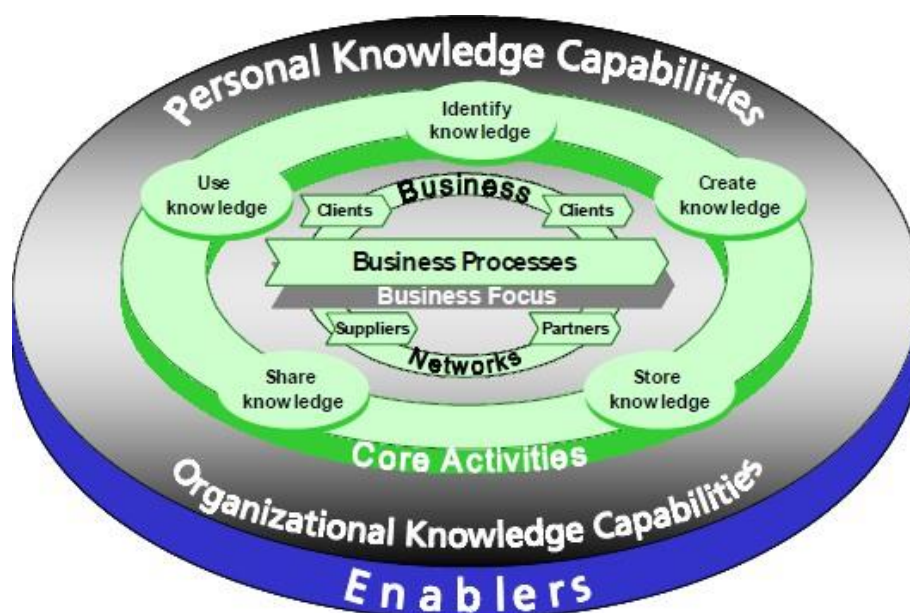 Personal Knowledge Capabilities
Identify
knowledge
Use
knowledge
Create
knowledge
Business
Clients
Clients
Business Processes
Business Focus
Suppliers
Partners
Networks
Share
knowledge
Store
knowledge
Core Activities
Organizational Knowledge Capabilities
Enablers